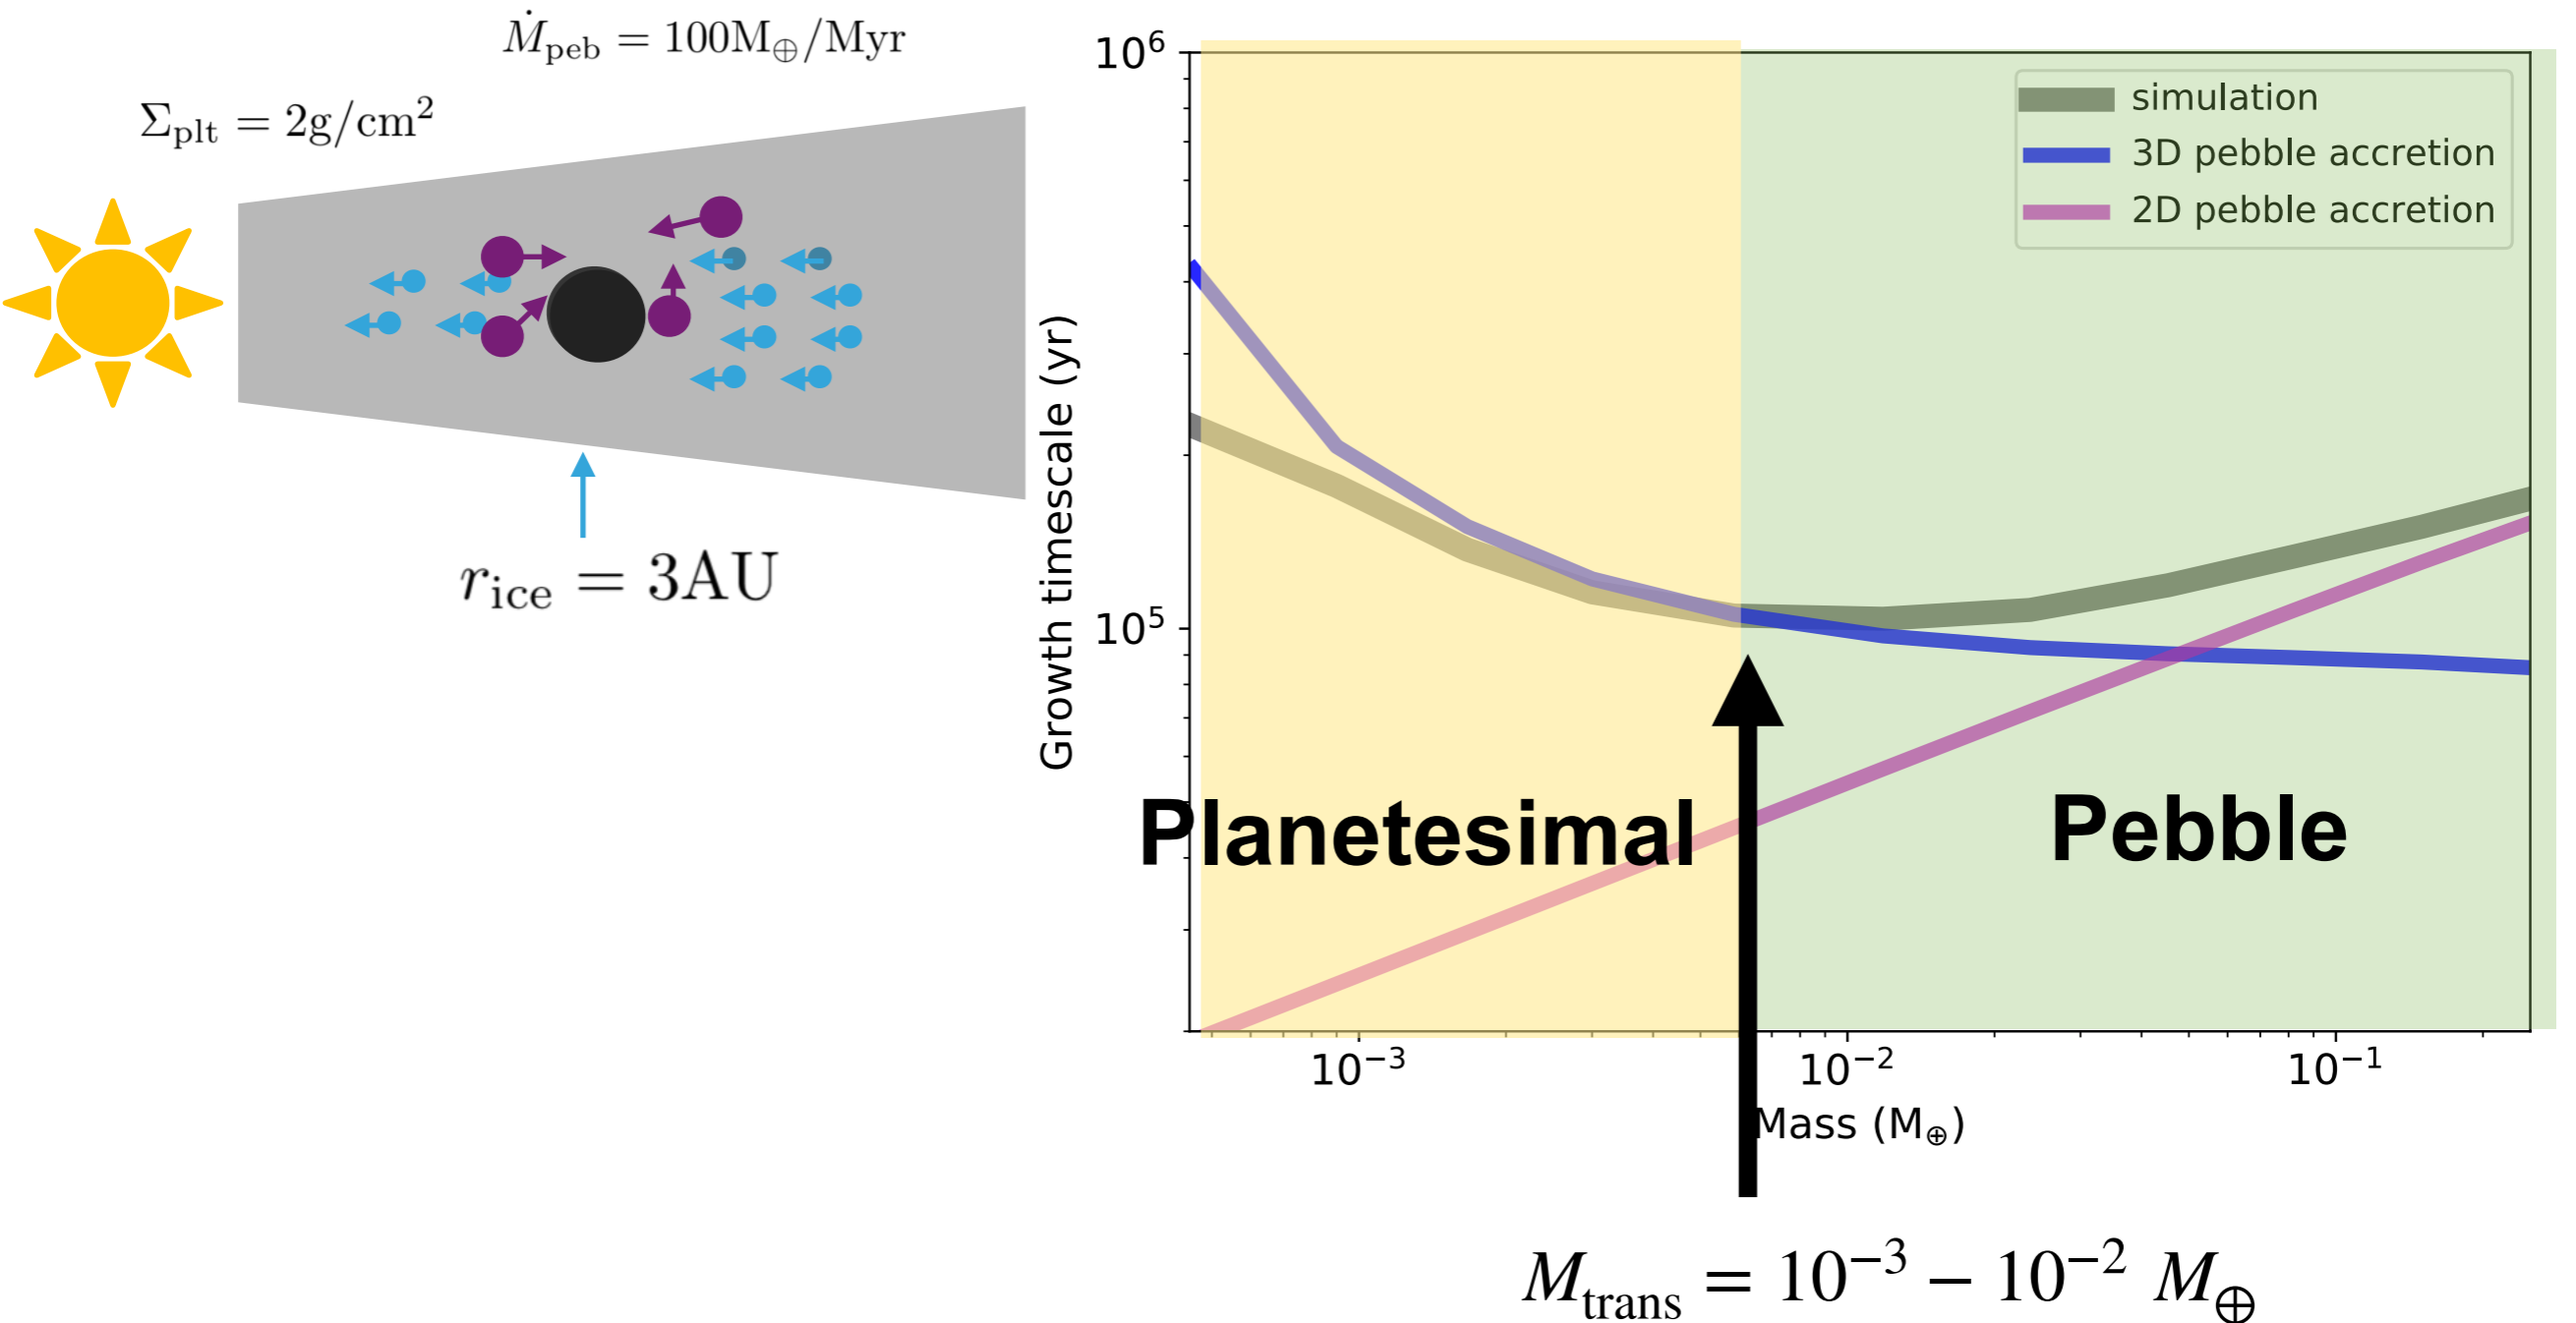 Ṁ_peb = 100M⊕/Myr
Σ_plt = 2g/cm²
r_ice = 3AU
Growth timescale (yr)
10⁶
10⁵
simulation
3D pebble accretion
2D pebble accretion
Planetesimal
Pebble
10⁻³ 10⁻² 10⁻¹
Mass (M⊕)
M_trans = 10⁻³ − 10⁻² M⊕